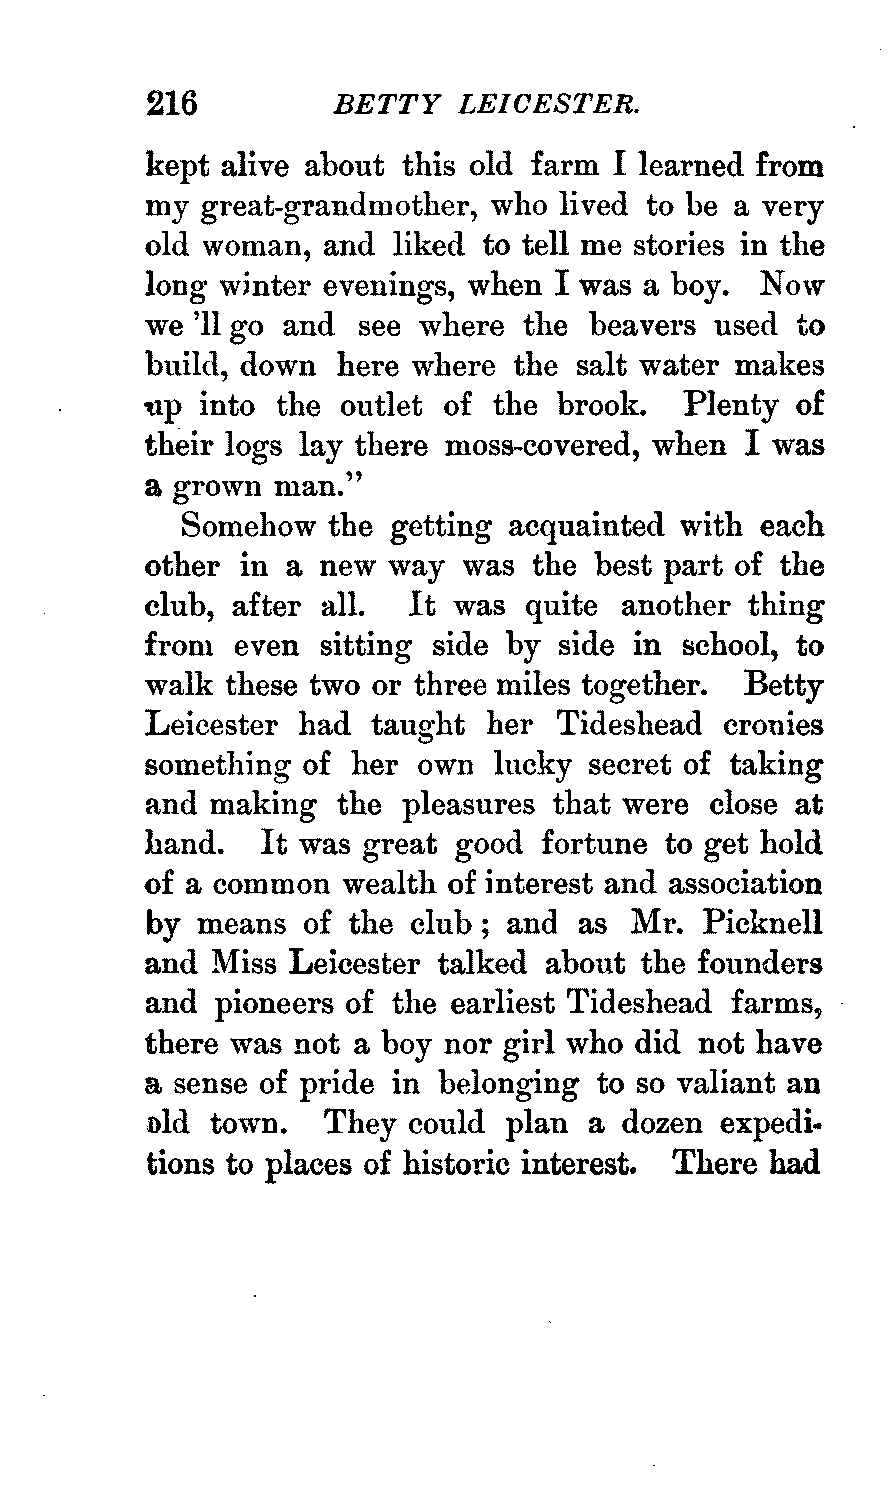 216 BETTY LEICESTER.
kept alive about this old farm I learned from
my great-grandmother, who lived to be a very
old woman, and liked to tell me stories in the
long winter evenings, when I was a boy. Now
we 'll go and see where the beavers used to
build, down here where the salt water makes
up into the outlet of the brook. Plenty of
their logs lay there moss-covered, when I was
a grown man."
Somehow the getting acquainted with each
other in a new way was the best part of the
club, after all. It was quite another thing
from even sitting side by side in school, to
walk these two or three miles together. Betty
Leicester had taught her Tideshead cronies
something of her own lucky secret of taking
and making the pleasures that were close at
hand. It was great good fortune to get hold
of a common wealth of interest and association
by means of the club; and as Mr. Picknell
and Miss Leicester talked about the founders
and pioneers of the earliest Tideshead farms,
there was not a boy nor girl who did not have
a sense of pride in belonging to so valiant an
old town. They could plan a dozen expedi-
tions to places of historic interest. There had